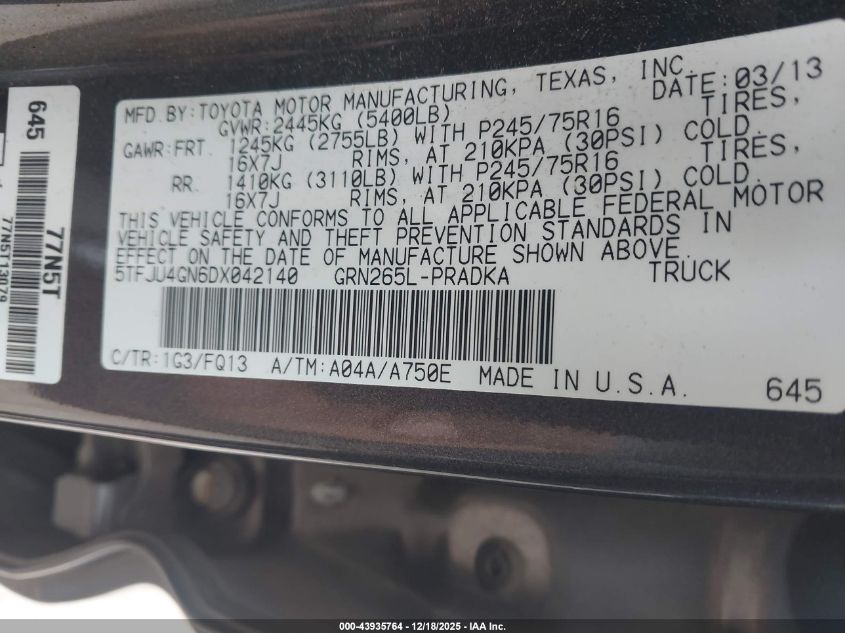 MFD. BY: TOYOTA MOTOR MANUFACTURING, TEXAS, INC. DATE: 03/13
GVWR: 2445KG (5400LB)
GAWR: FRT. 1245KG (2755LB) WITH P245/75R16 TIRES,
16X7J RIMS, AT 210KPA (30PSI) COLD.
RR. 1410KG (3110LB) WITH P245/75R16 TIRES,
16X7J RIMS, AT 210KPA (30PSI) COLD.
THIS VEHICLE CONFORMS TO ALL APPLICABLE FEDERAL MOTOR
VEHICLE SAFETY AND THEFT PREVENTION STANDARDS IN
EFFECT ON THE DATE OF MANUFACTURE SHOWN ABOVE.
5TFJU4GN6DX042140 GRN265L-PRADKA TRUCK
C/TR: 1G3/FQ13 A/TM: A04A/A750E MADE IN U.S.A. 645
645
77N5T
000-43935764 - 12/18/2025 - IAA Inc.